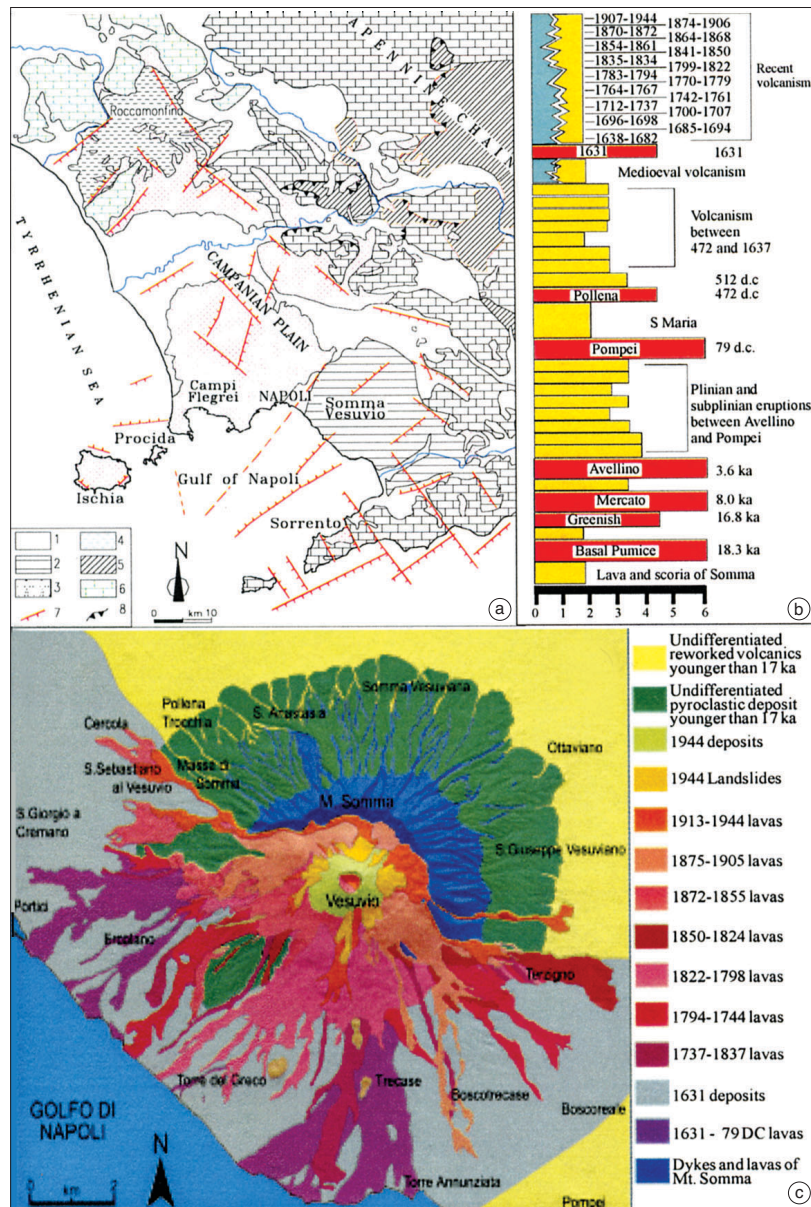 APENNINE CHAIN
Roccamonfina
TYRRHENIAN SEA
CAMPANIAN PLAIN
Campi
Flegrei
NAPOLI
Somma
Vesuvio
Procida
Ischia
Gulf of Napoli
Sorrento
1
4
2
5
3
6
7
8
N
0 km 10
a
1907-1944
1874-1906
1870-1872
1864-1868
1854-1861
1841-1850
1835-1834
1799-1822
1783-1794
1770-1779
1764-1767
1742-1761
1712-1737
1700-1707
1696-1698
1685-1694
1638-1682
Recent
volcanism
1631
1631
Medioeval volcanism
Volcanism
between
472 and 1637
512 d.c
Pollena
472 d.c
S Maria
Pompei
79 d.c.
Plinian and
subplinian eruptions
between Avellino
and Pompei
Avellino
3.6 ka
Mercato
8.0 ka
Greenish
16.8 ka
Basal Pumice
18.3 ka
Lava and scoria of Somma
0 1 2 3 4 5 6
b
Pollena
Trocchia
Somma Vesuviana
S. Anastasia
Cercola
Ottaviano
Massa di
Somma
S.Sebastiano
al Vesuvio
M. Somma
S.Giorgio a
Cremano
S.Giuseppe Vesuviano
Vesuvio
Portici
Ercolano
Terzigno
Torre del Greco
Trecase
Boscotrecase
Boscoreale
GOLFO DI
NAPOLI
N
0 km 2
Torre Annunziata
Pompei
Undifferentiated
reworked volcanics
younger than 17 ka
Undifferentiated
pyroclastic deposit
younger than 17ka
1944 deposits
1944 Landslides
1913-1944 lavas
1875-1905 lavas
1872-1855 lavas
1850-1824 lavas
1822-1798 lavas
1794-1744 lavas
1737-1837 lavas
1631 deposits
1631 - 79 DC lavas
Dykes and lavas of
Mt. Somma
c